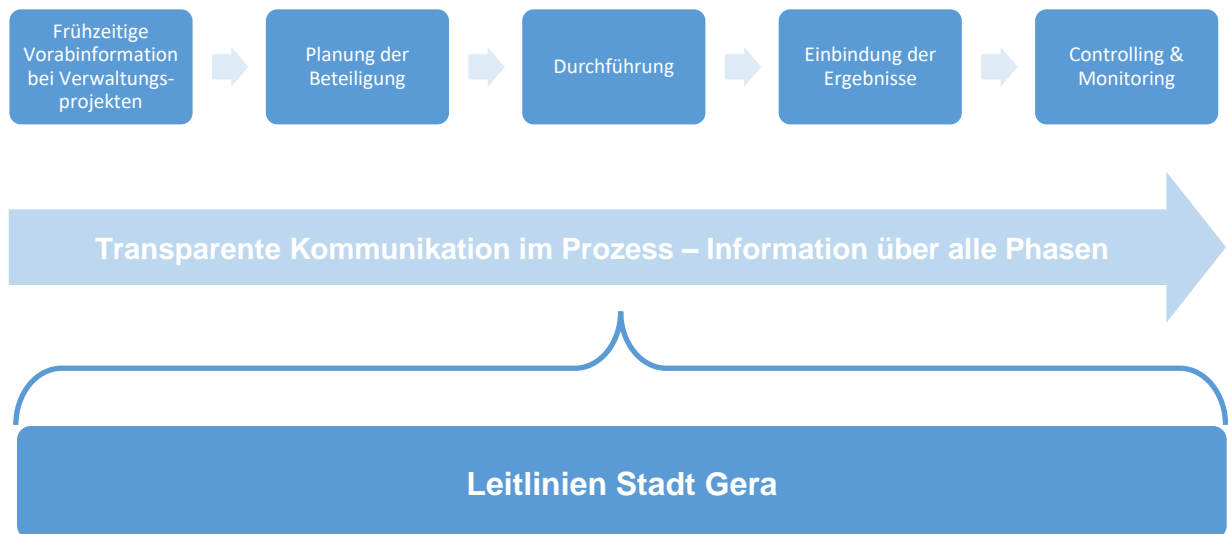 Frühzeitige
Vorabinformation
bei Verwaltungs-
projekten
Planung der
Beteiligung
Durchführung
Einbindung der
Ergebnisse
Controlling &
Monitoring
Transparente Kommunikation im Prozess – Information über alle Phasen
Leitlinien Stadt Gera